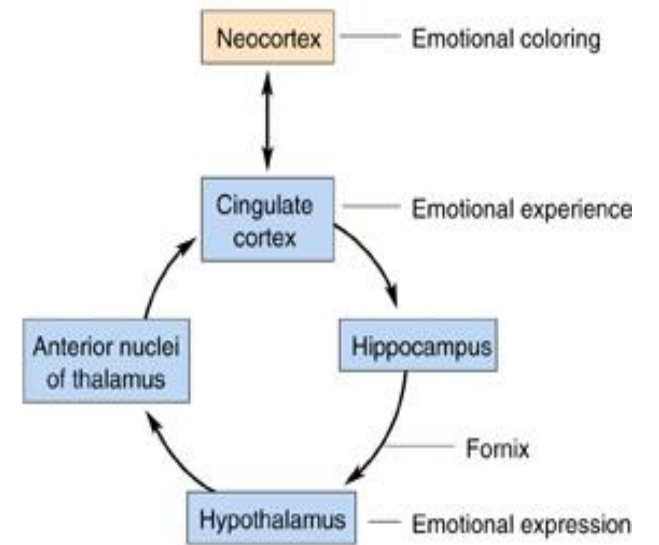 Neocortex
Emotional coloring
Cingulate
cortex
Emotional experience
Anterior nuclei
of thalamus
Hippocampus
Fornix
Hypothalamus
Emotional expression